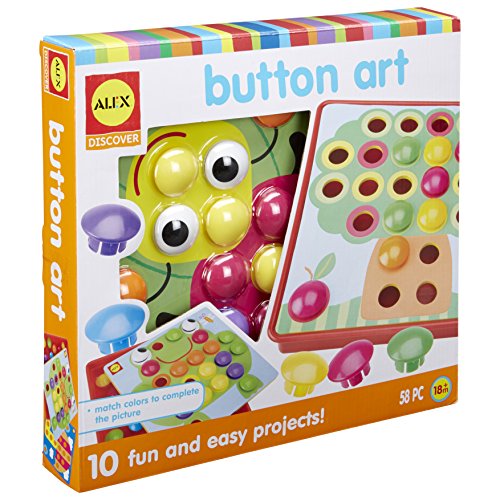 ALEX
DISCOVER
button art
button art
• match colors to complete
the picture
58 PC
18m+
10 fun and easy projects!